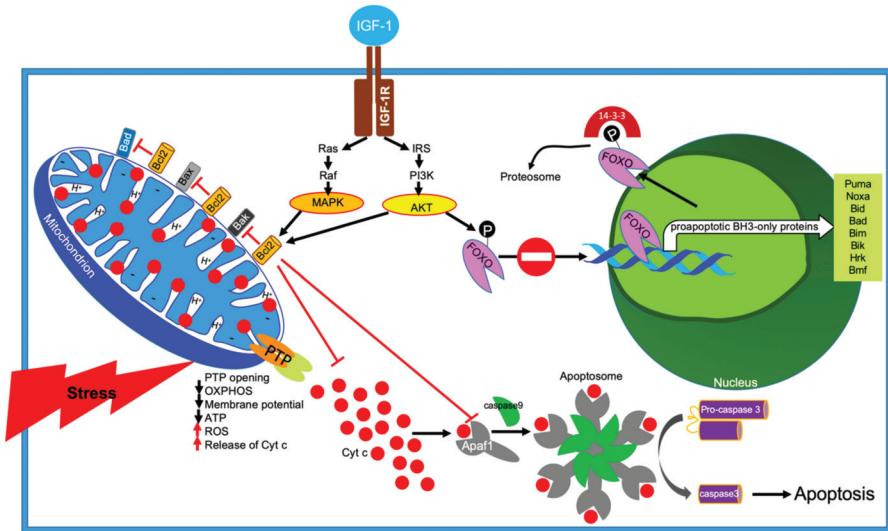 IGF-1
IGF-1R
Ras
IRS
Raf
PI3K
MAPK
AKT
Bad
Bcl2
Bax
Bcl2
Bak
Bcl2
H+
H+
H+
H+
H+
H+
H+
-
-
-
-
-
-
Mitochondrion
PTP
Stress
PTP opening
OXPHOS
Membrane potential
ATP
ROS
Release of Cyt c
P
FOXO
14-3-3
P
FOXO
Proteosome
FOXO
proapoptotic BH3-only proteins
Puma
Noxa
Bid
Bad
Bim
Bik
Hrk
Bmf
Nucleus
Cyt c
Apaf1
caspase9
Apoptosome
Pro-caspase 3
caspase3
Apoptosis